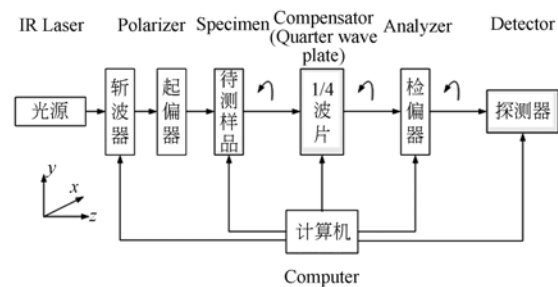 IR Laser
Polarizer
Specimen
Compensator
(Quarter wave
plate)
Analyzer
Detector
光源
斩
波
器
起
偏
器
待
测
样
品
1/4
波
片
检
偏
器
探测器
y
x
z
计算机
Computer